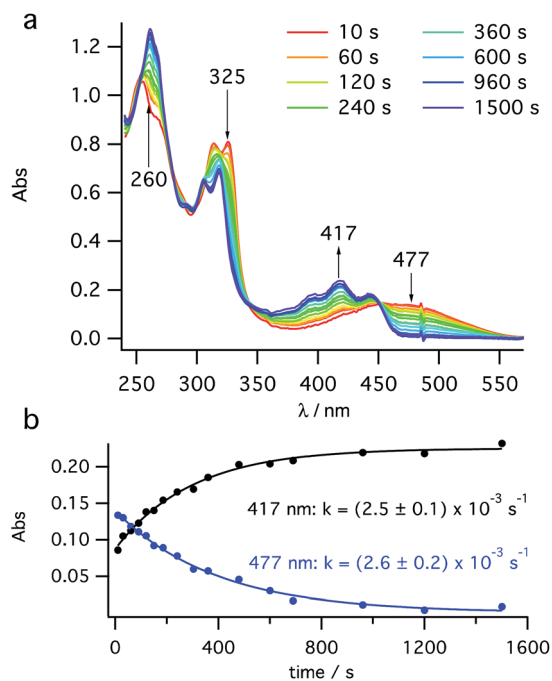 a
10 s
60 s
120 s
240 s
360 s
600 s
960 s
1500 s
325
260
417
477
1.2
1.0
0.8
0.6
0.4
0.2
0.0
Abs
250
300
350
400
450
500
550
λ / nm
b
0.20
0.15
0.10
0.05
Abs
417 nm: k = (2.5 ± 0.1) x 10⁻³ s⁻¹
477 nm: k = (2.6 ± 0.2) x 10⁻³ s⁻¹
0
400
800
1200
1600
time / s